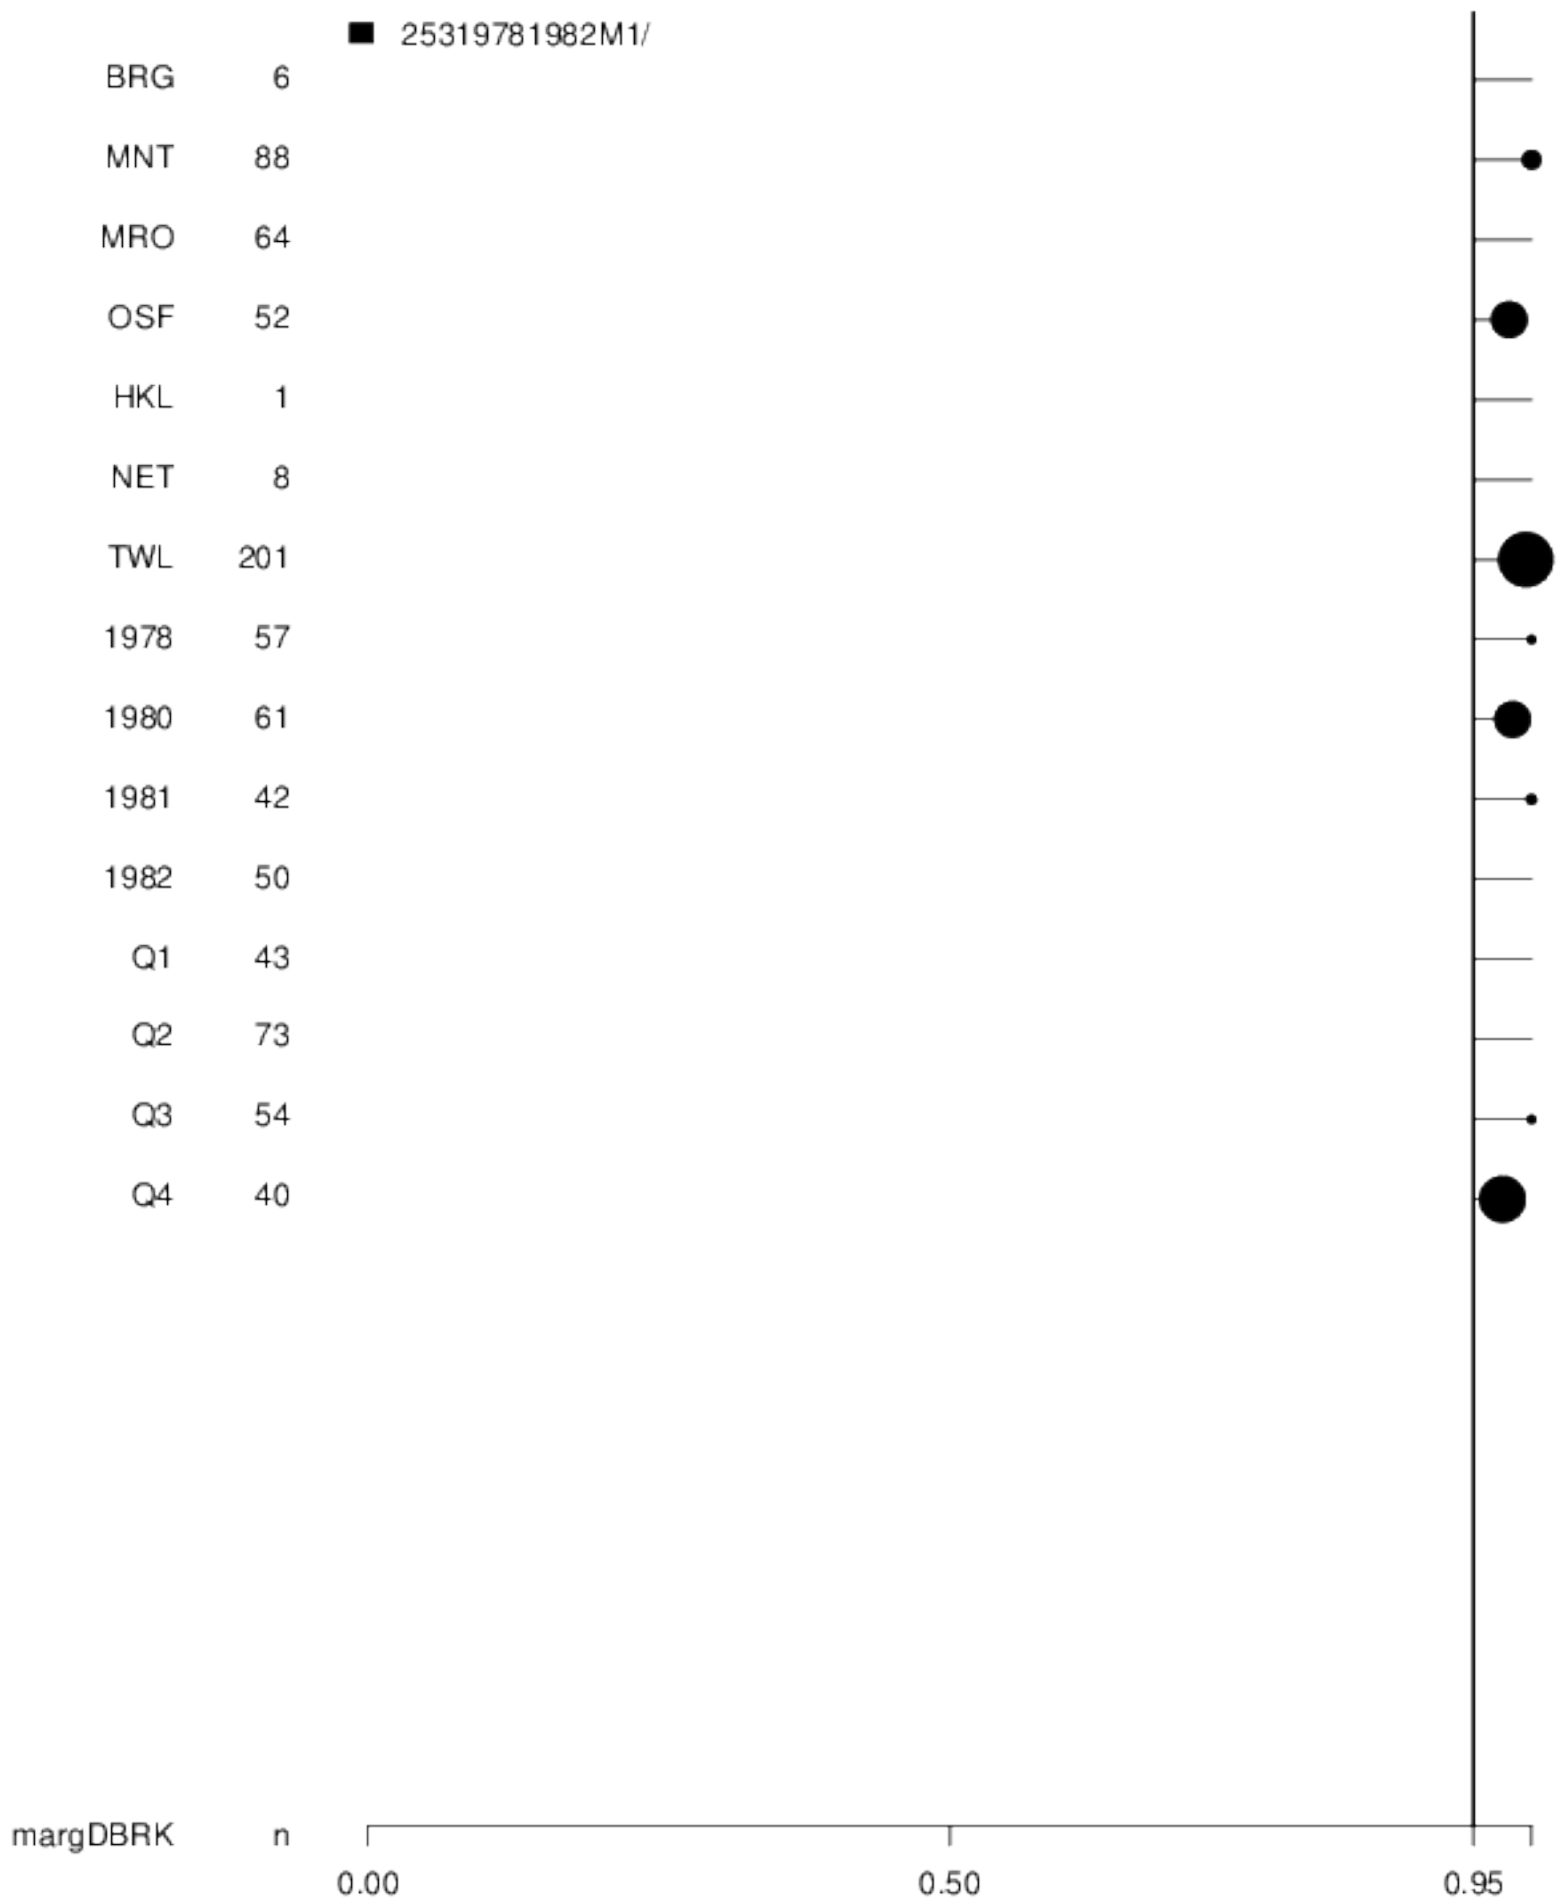 25319781982M1/
BRG 6
MNT 88
MRO 64
OSF 52
HKL 1
NET 8
TWL 201
1978 57
1980 61
1981 42
1982 50
Q1 43
Q2 73
Q3 54
Q4 40
margDBRK n
0.00 0.50 0.95